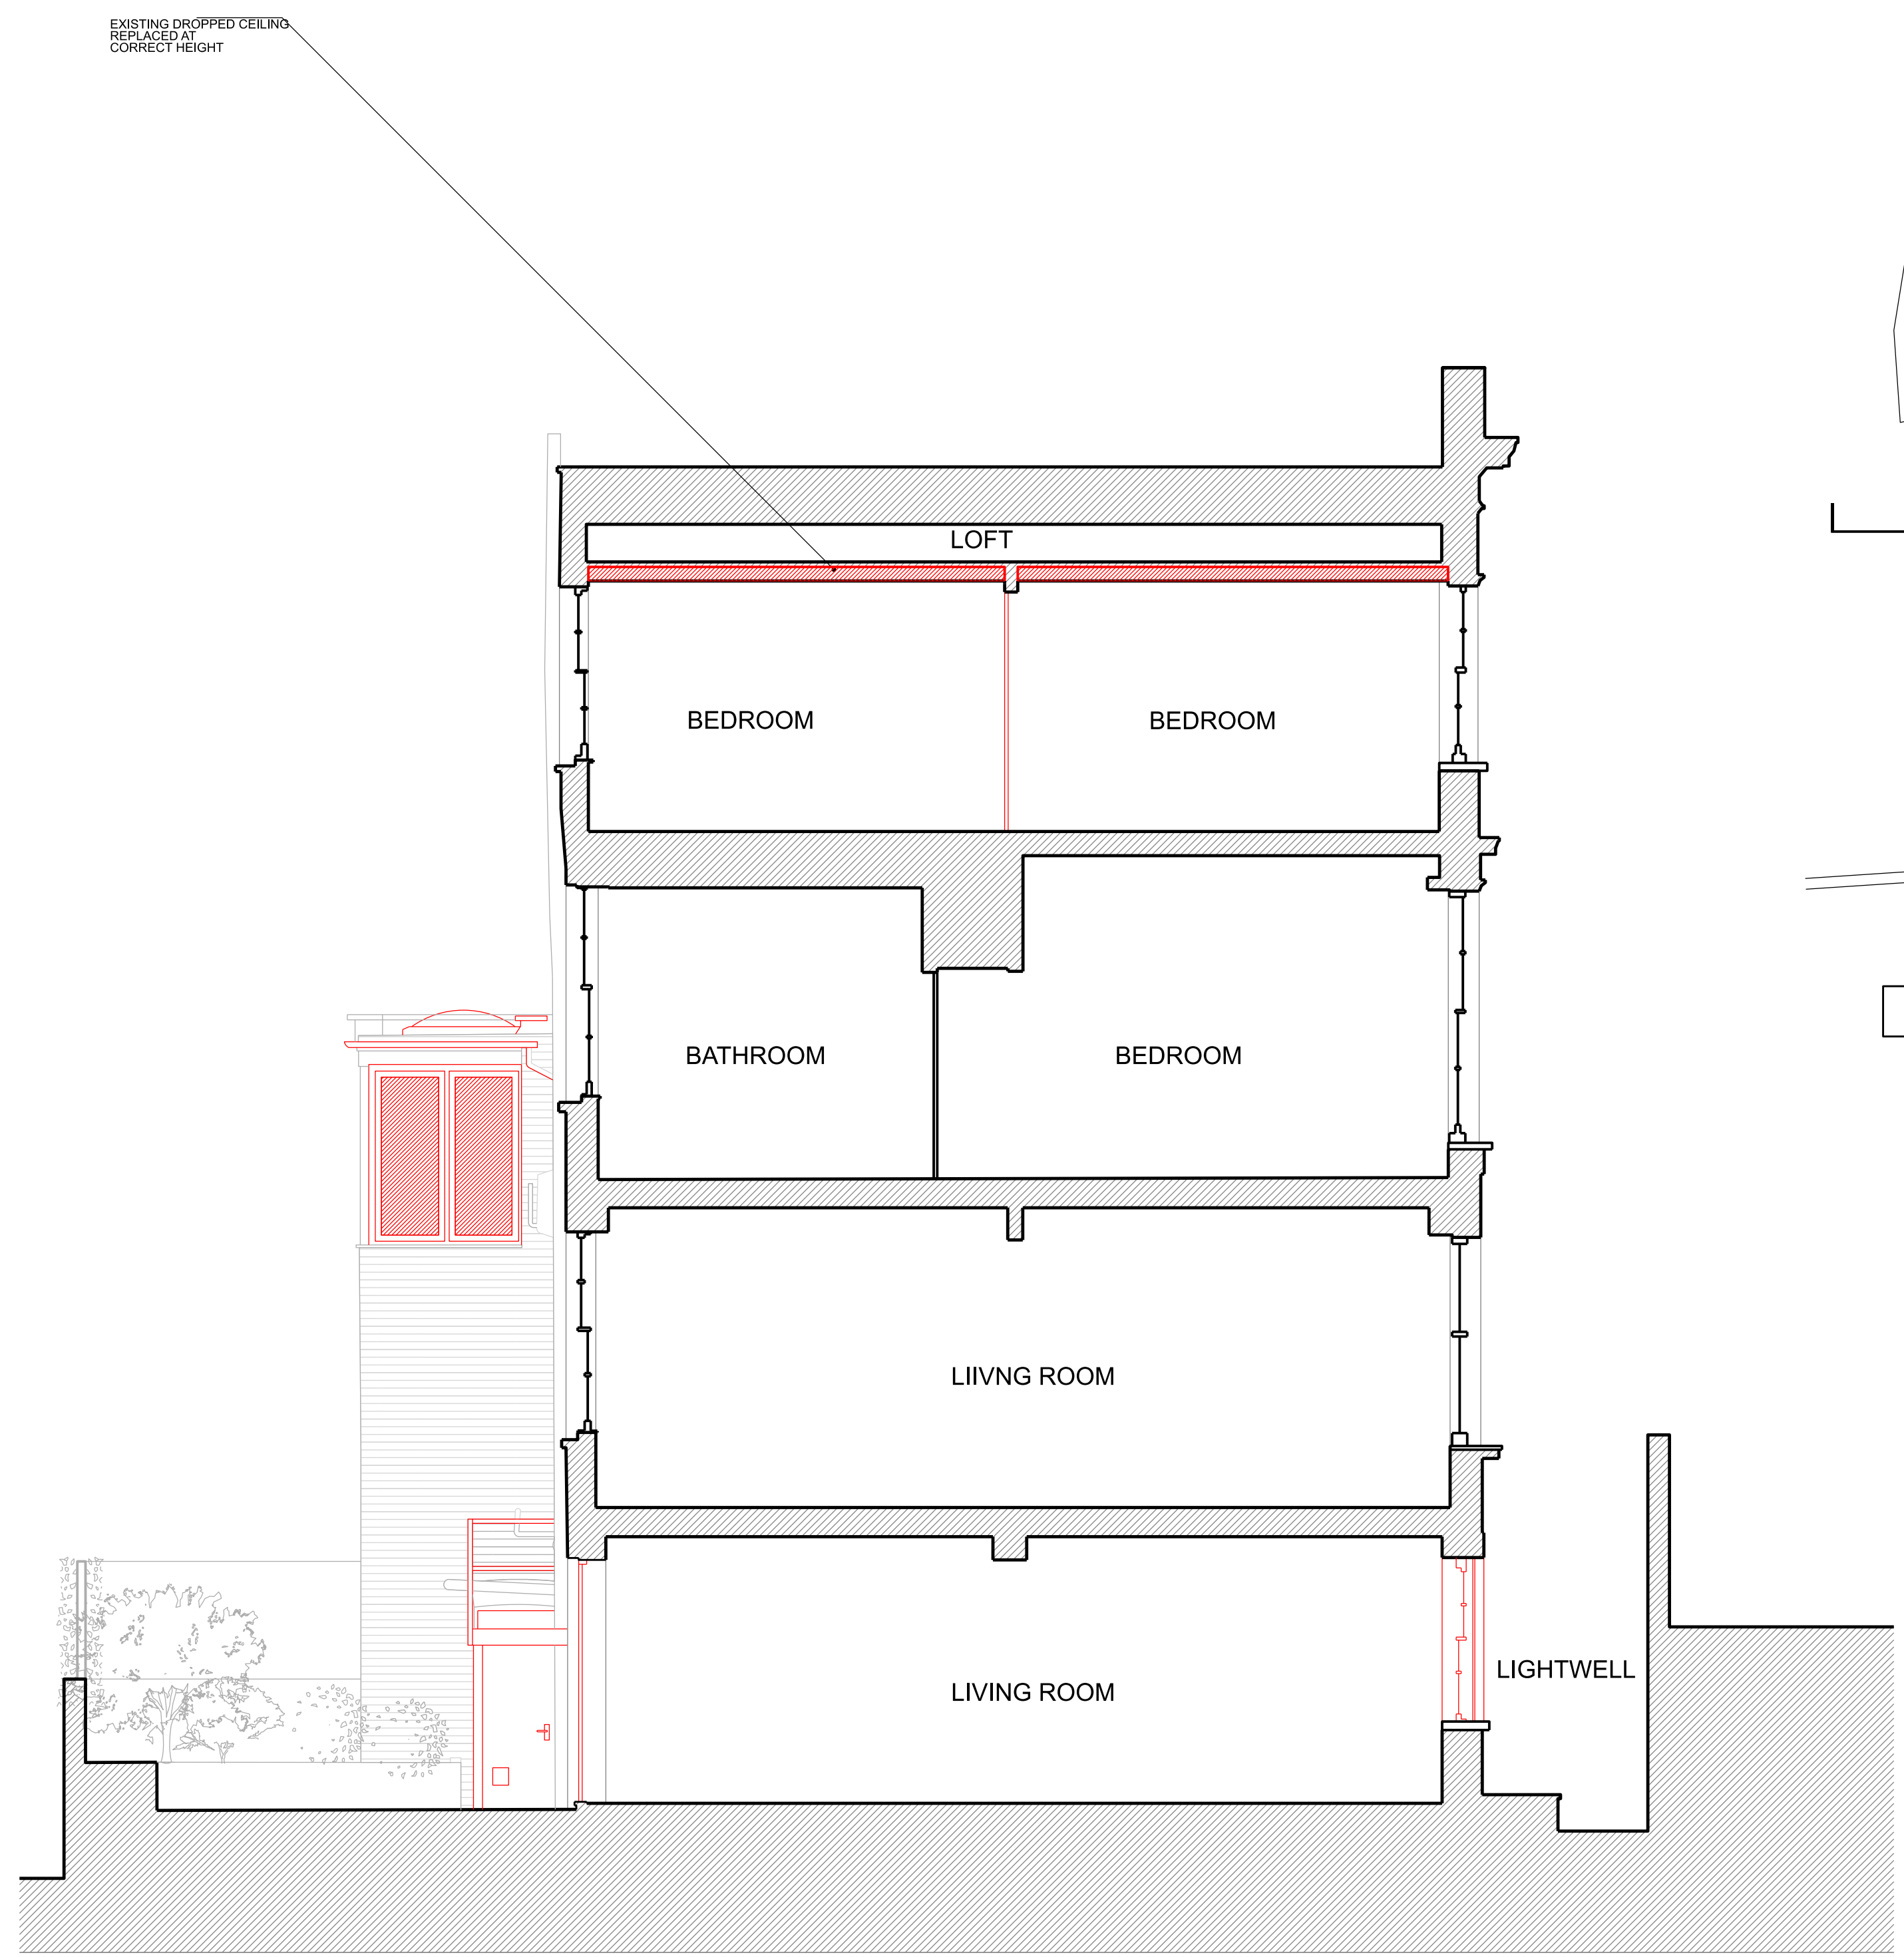 EXISTING DROPPED CEILING
REPLACED AT
CORRECT HEIGHT
LOFT
BEDROOM
BEDROOM
BATHROOM
BEDROOM
LIIVNG ROOM
LIGHTWELL
LIVING ROOM